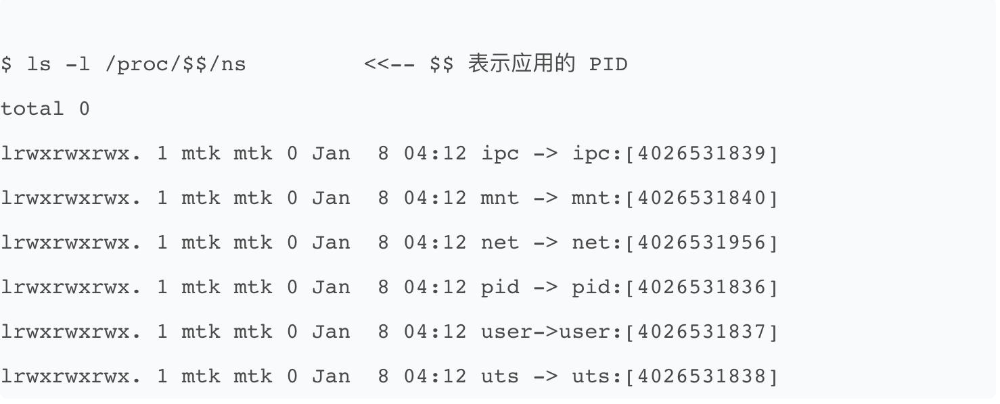 $ ls -l /proc/$$/ns         <<-- $$ 表示应用的 PID
total 0
lrwxrwxrwx. 1 mtk mtk 0 Jan  8 04:12 ipc -> ipc:[4026531839]
lrwxrwxrwx. 1 mtk mtk 0 Jan  8 04:12 mnt -> mnt:[4026531840]
lrwxrwxrwx. 1 mtk mtk 0 Jan  8 04:12 net -> net:[4026531956]
lrwxrwxrwx. 1 mtk mtk 0 Jan  8 04:12 pid -> pid:[4026531836]
lrwxrwxrwx. 1 mtk mtk 0 Jan  8 04:12 user->user:[4026531837]
lrwxrwxrwx. 1 mtk mtk 0 Jan  8 04:12 uts -> uts:[4026531838]